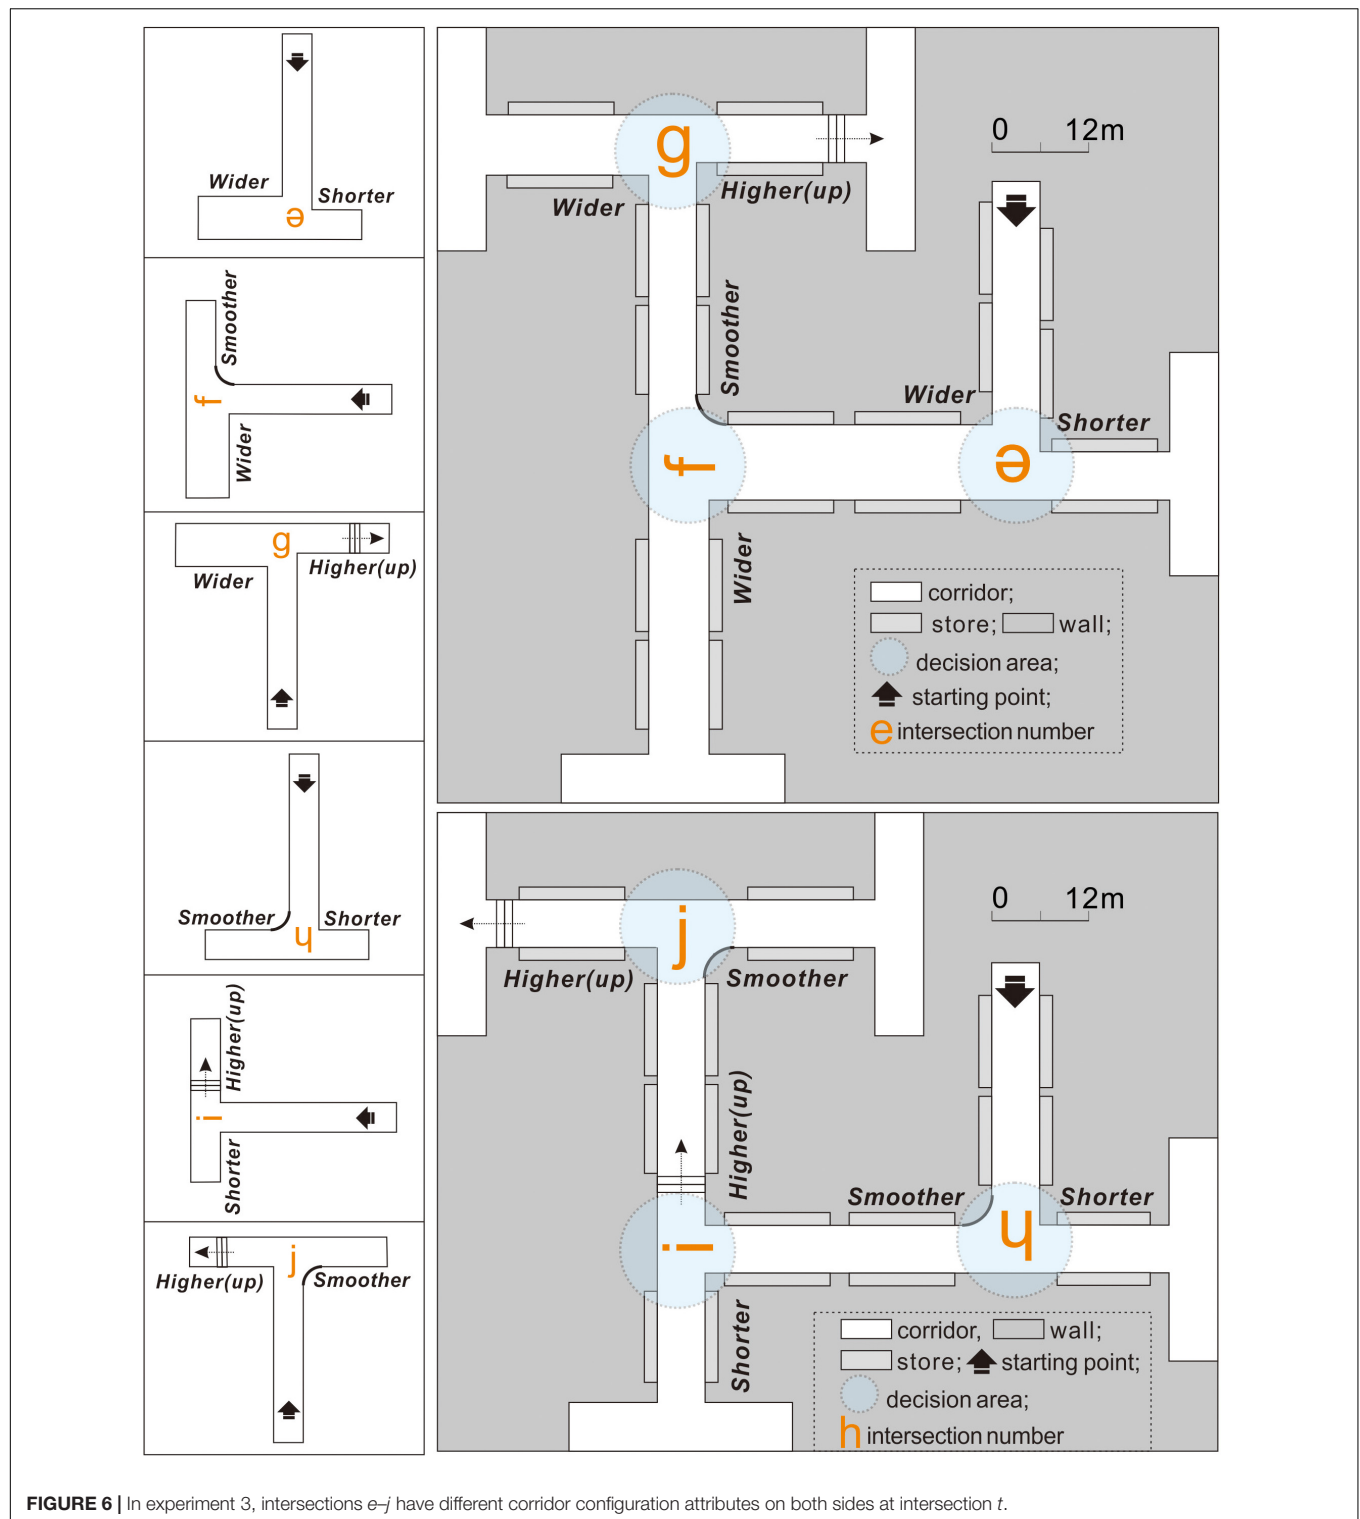 Wider
Shorter
e
Smoother
f
Wider
g
Wider
Higher(up)
Smoother
Shorter
h
Higher(up)
i
Shorter
j
Higher(up)
Smoother
g
0 12m
Higher(up)
Wider
Smoother
Wider
Shorter
f
e
Wider
corridor;
store; wall;
decision area;
starting point;
e intersection number
j
0 12m
Higher(up)
Smoother
Higher(up)
Smoother
Shorter
h
i
Shorter
corridor, wall;
store; starting point;
decision area;
h intersection number
FIGURE 6 | In experiment 3, intersections e–j have different corridor configuration attributes on both sides at intersection t.